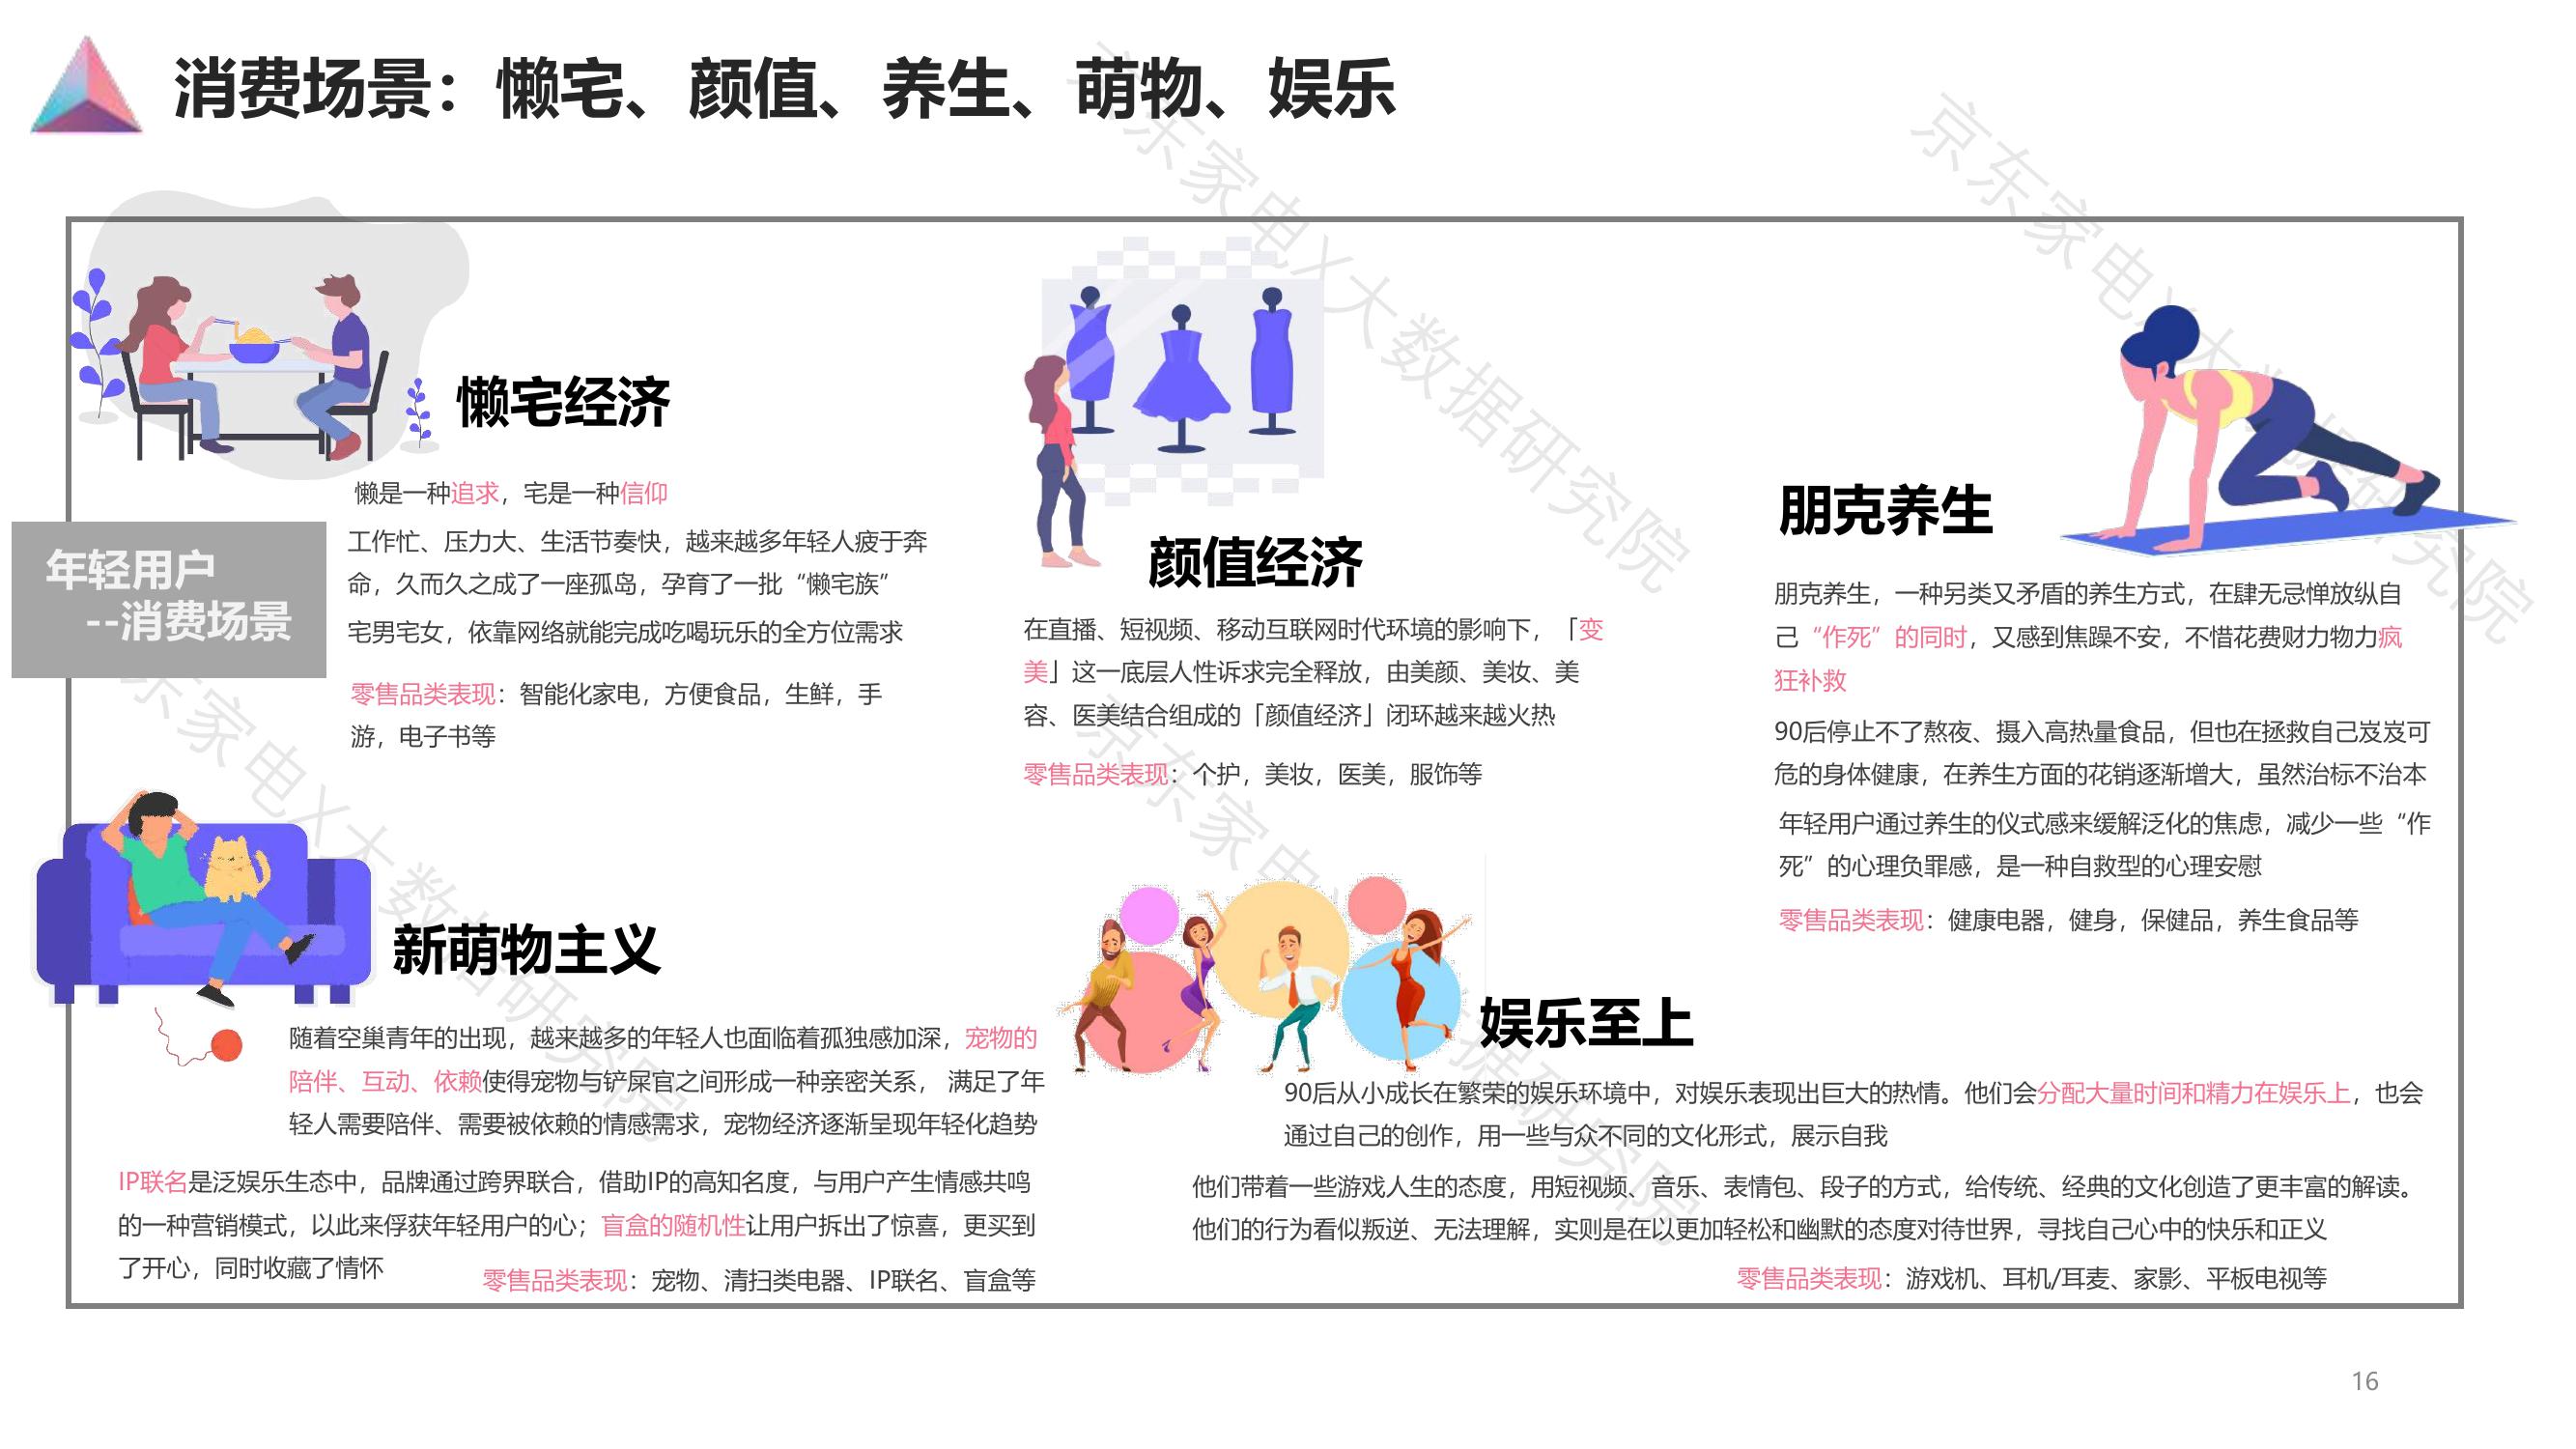 消费场景：懒宅、颜值、养生、萌物、娱乐
年轻用户
--消费场景
懒宅经济
懒是一种追求，宅是一种信仰
工作忙、压力大、生活节奏快，越来越多年轻人疲于奔
命，久而久之成了一座孤岛，孕育了一批“懒宅族”
宅男宅女，依靠网络就能完成吃喝玩乐的全方位需求
零售品类表现：智能化家电，方便食品，生鲜，手
游，电子书等
颜值经济
在直播、短视频、移动互联网时代环境的影响下，「变
美」这一底层人性诉求完全释放，由美颜、美妆、美
容、医美结合组成的「颜值经济」闭环越来越火热
零售品类表现：个护，美妆，医美，服饰等
朋克养生
朋克养生，一种另类又矛盾的养生方式，在肆无忌惮放纵自
己“作死”的同时，又感到焦躁不安，不惜花费财力物力疯
狂补救
90后停止不了熬夜、摄入高热量食品，但也在拯救自己岌岌可
危的身体健康，在养生方面的花销逐渐增大，虽然治标不治本
年轻用户通过养生的仪式感来缓解泛化的焦虑，减少一些“作
死”的心理负罪感，是一种自救型的心理安慰
零售品类表现：健康电器，健身，保健品，养生食品等
新萌物主义
随着空巢青年的出现，越来越多的年轻人也面临着孤独感加深，宠物的
陪伴、互动、依赖使得宠物与铲屎官之间形成一种亲密关系， 满足了年
轻人需要陪伴、需要被依赖的情感需求，宠物经济逐渐呈现年轻化趋势
IP联名是泛娱乐生态中，品牌通过跨界联合，借助IP的高知名度，与用户产生情感共鸣
的一种营销模式，以此来俘获年轻用户的心；盲盒的随机性让用户拆出了惊喜，更买到
了开心，同时收藏了情怀
零售品类表现：宠物、清扫类电器、IP联名、盲盒等
娱乐至上
90后从小成长在繁荣的娱乐环境中，对娱乐表现出巨大的热情。他们会分配大量时间和精力在娱乐上，也会
通过自己的创作，用一些与众不同的文化形式，展示自我
他们带着一些游戏人生的态度，用短视频、音乐、表情包、段子的方式，给传统、经典的文化创造了更丰富的解读。
他们的行为看似叛逆、无法理解，实则是在以更加轻松和幽默的态度对待世界，寻找自己心中的快乐和正义
零售品类表现：游戏机、耳机/耳麦、家影、平板电视等
16
京东家电X大数据研究院
京东家电X大数据研究院
京东家电X大数据研究院
京东家电X大数据研究院